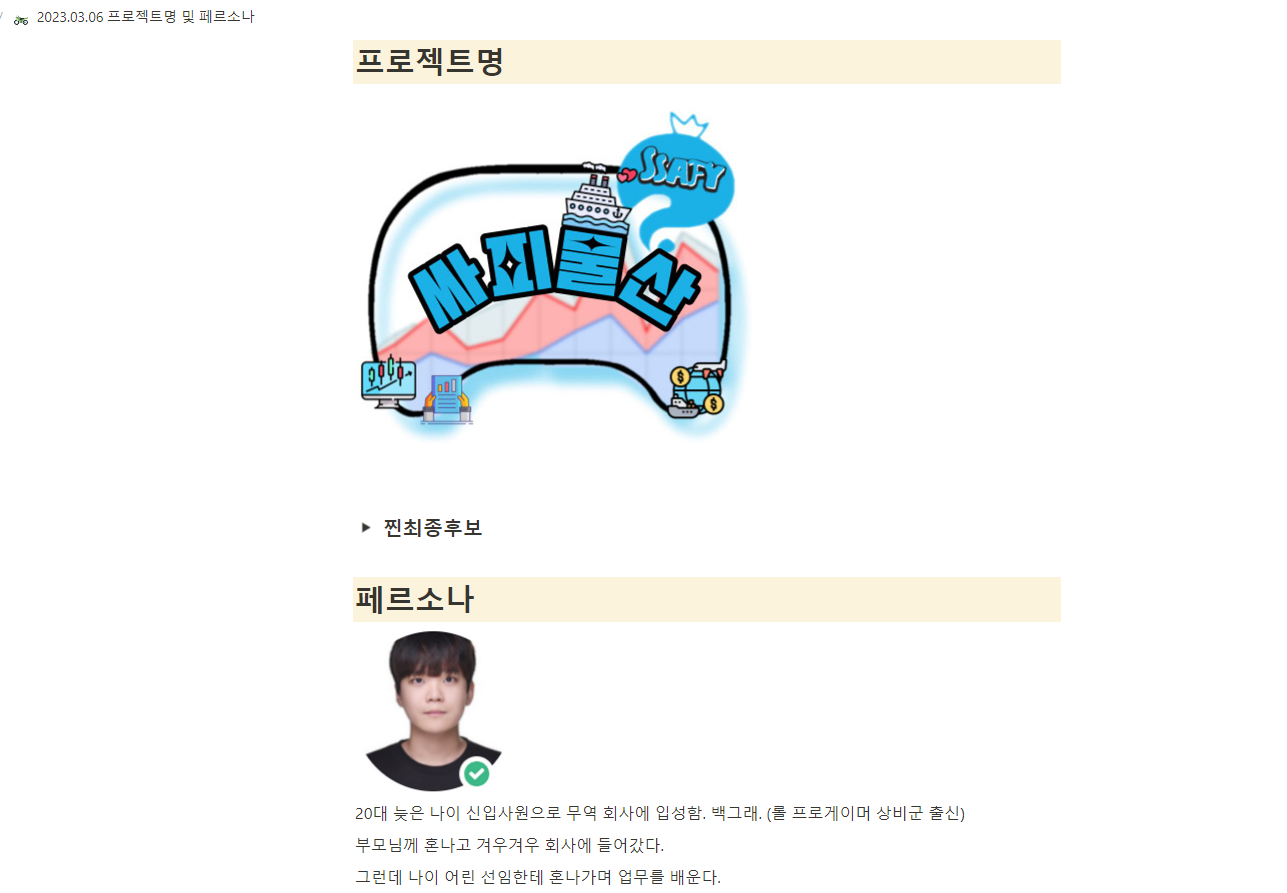 / 2023.03.06 프로젝트명 및 페르소나
프로젝트명
SSAFY
싸피물산
찐최종후보
페르소나
20대 늦은 나이 신입사원으로 무역 회사에 입성함. 백그래. (롤 프로게이머 상비군 출신)
부모님께 혼나고 겨우겨우 회사에 들어갔다.
그런데 나이 어린 선임한테 혼나가며 업무를 배운다.